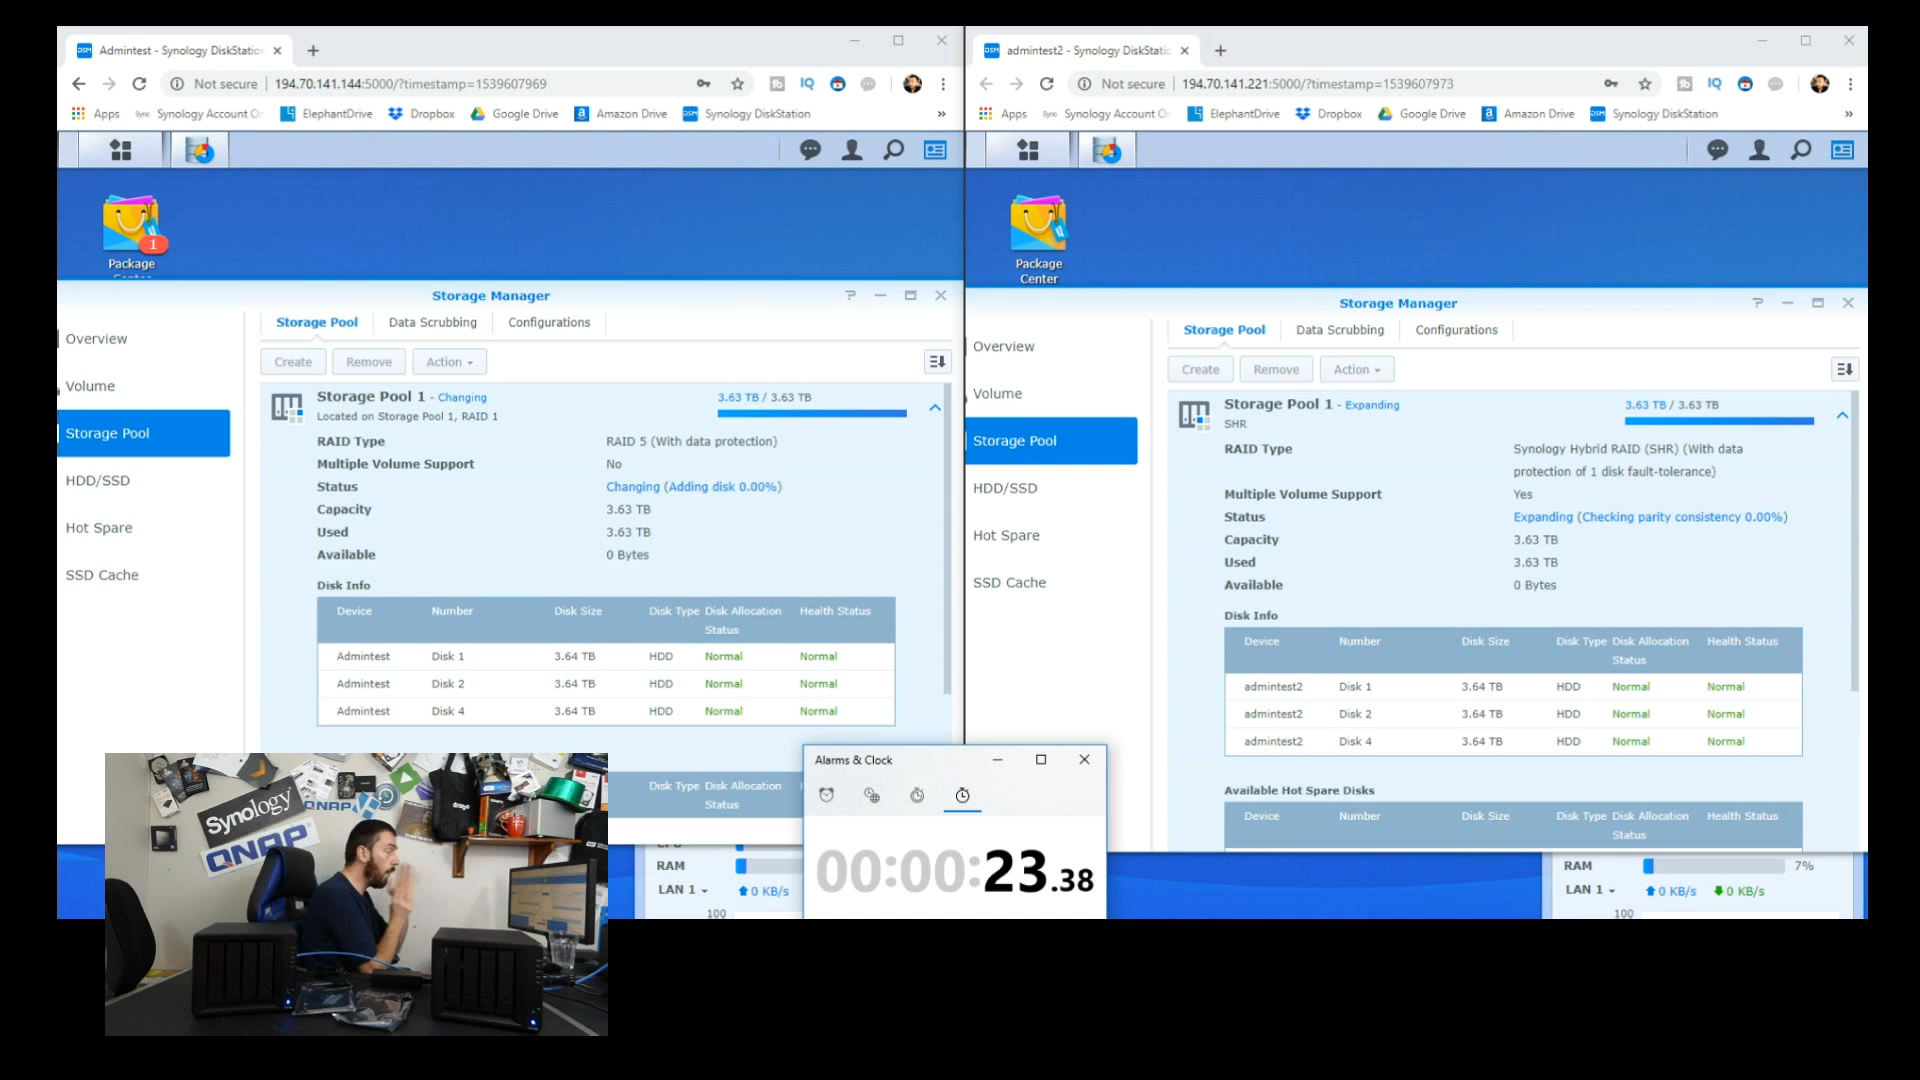 Admintest - Synology DiskStation
Not secure | 194.70.141.144:5000/?timestamp=1539607969
Apps Synology Account ElephantDrive Dropbox Google Drive Amazon Drive Synology DiskStation »
1
Package
Center
Storage Manager
Overview
Volume
Storage Pool
HDD/SSD
Hot Spare
SSD Cache
Storage Pool Data Scrubbing Configurations
Create Remove Action
Storage Pool 1 - Changing 3.63 TB / 3.63 TB
Located on Storage Pool 1, RAID 1
RAID Type RAID 5 (With data protection)
Multiple Volume Support No
Status Changing (Adding disk 0.00%)
Capacity 3.63 TB
Used 3.63 TB
Available 0 Bytes
Disk Info
Device Number Disk Size Disk Type Disk Allocation Health Status
Status
Admintest Disk 1 3.64 TB HDD Normal Normal
Admintest Disk 2 3.64 TB HDD Normal Normal
Admintest Disk 4 3.64 TB HDD Normal Normal
Disk Type Disk Allocation
Status
RAM
LAN 1 0 KB/s
100
admintest2 - Synology DiskStatic
Not secure | 194.70.141.221:5000/?timestamp=1539607973
Apps Synology Account ElephantDrive Dropbox Google Drive Amazon Drive Synology DiskStation »
Package
Center
Storage Manager
Overview
Volume
Storage Pool
HDD/SSD
Hot Spare
SSD Cache
Storage Pool Data Scrubbing Configurations
Create Remove Action
Storage Pool 1 - Expanding 3.63 TB / 3.63 TB
SHR
RAID Type Synology Hybrid RAID (SHR) (With data
protection of 1 disk fault-tolerance)
Multiple Volume Support Yes
Status Expanding (Checking parity consistency 0.00%)
Capacity 3.63 TB
Used 3.63 TB
Available 0 Bytes
Disk Info
Device Number Disk Size Disk Type Disk Allocation Health Status
Status
admintest2 Disk 1 3.64 TB HDD Normal Normal
admintest2 Disk 2 3.64 TB HDD Normal Normal
admintest2 Disk 4 3.64 TB HDD Normal Normal
Available Hot Spare Disks
Device Number Disk Size Disk Type Disk Allocation Health Status
Status
RAM 7%
LAN 1 0 KB/s 0 KB/s
100
Alarms & Clock
00:00:23.38
Synology
QNAP
QNAP